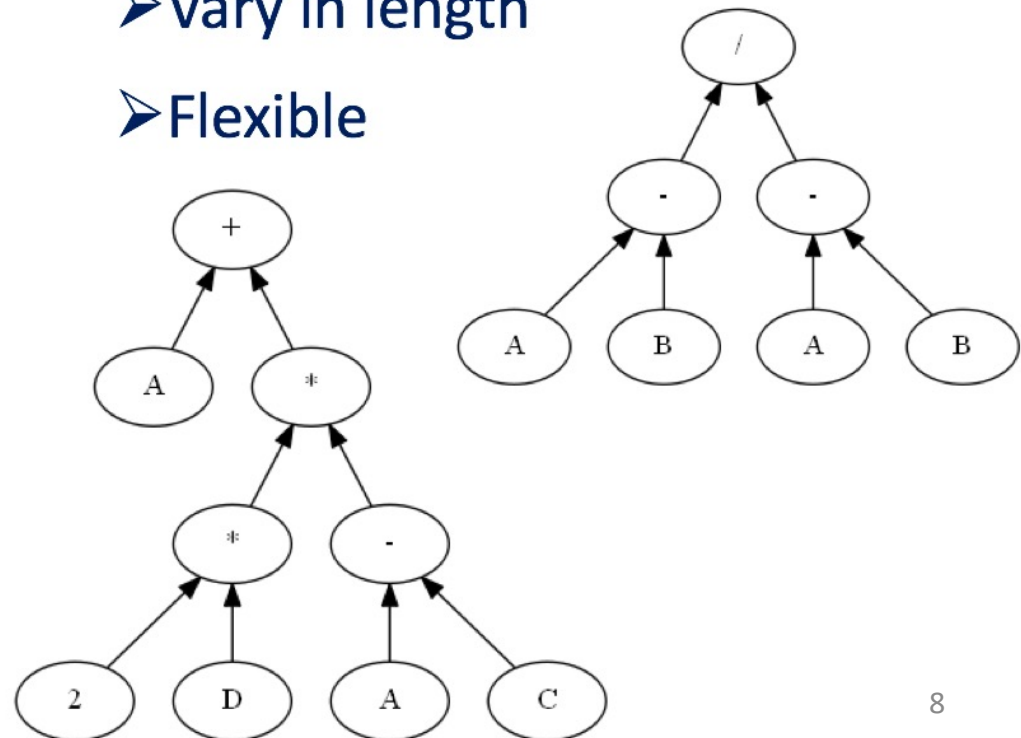 ➢Vary in length
➢Flexible
/
- -
A B A B
+
A *
* -
2 D A C
8